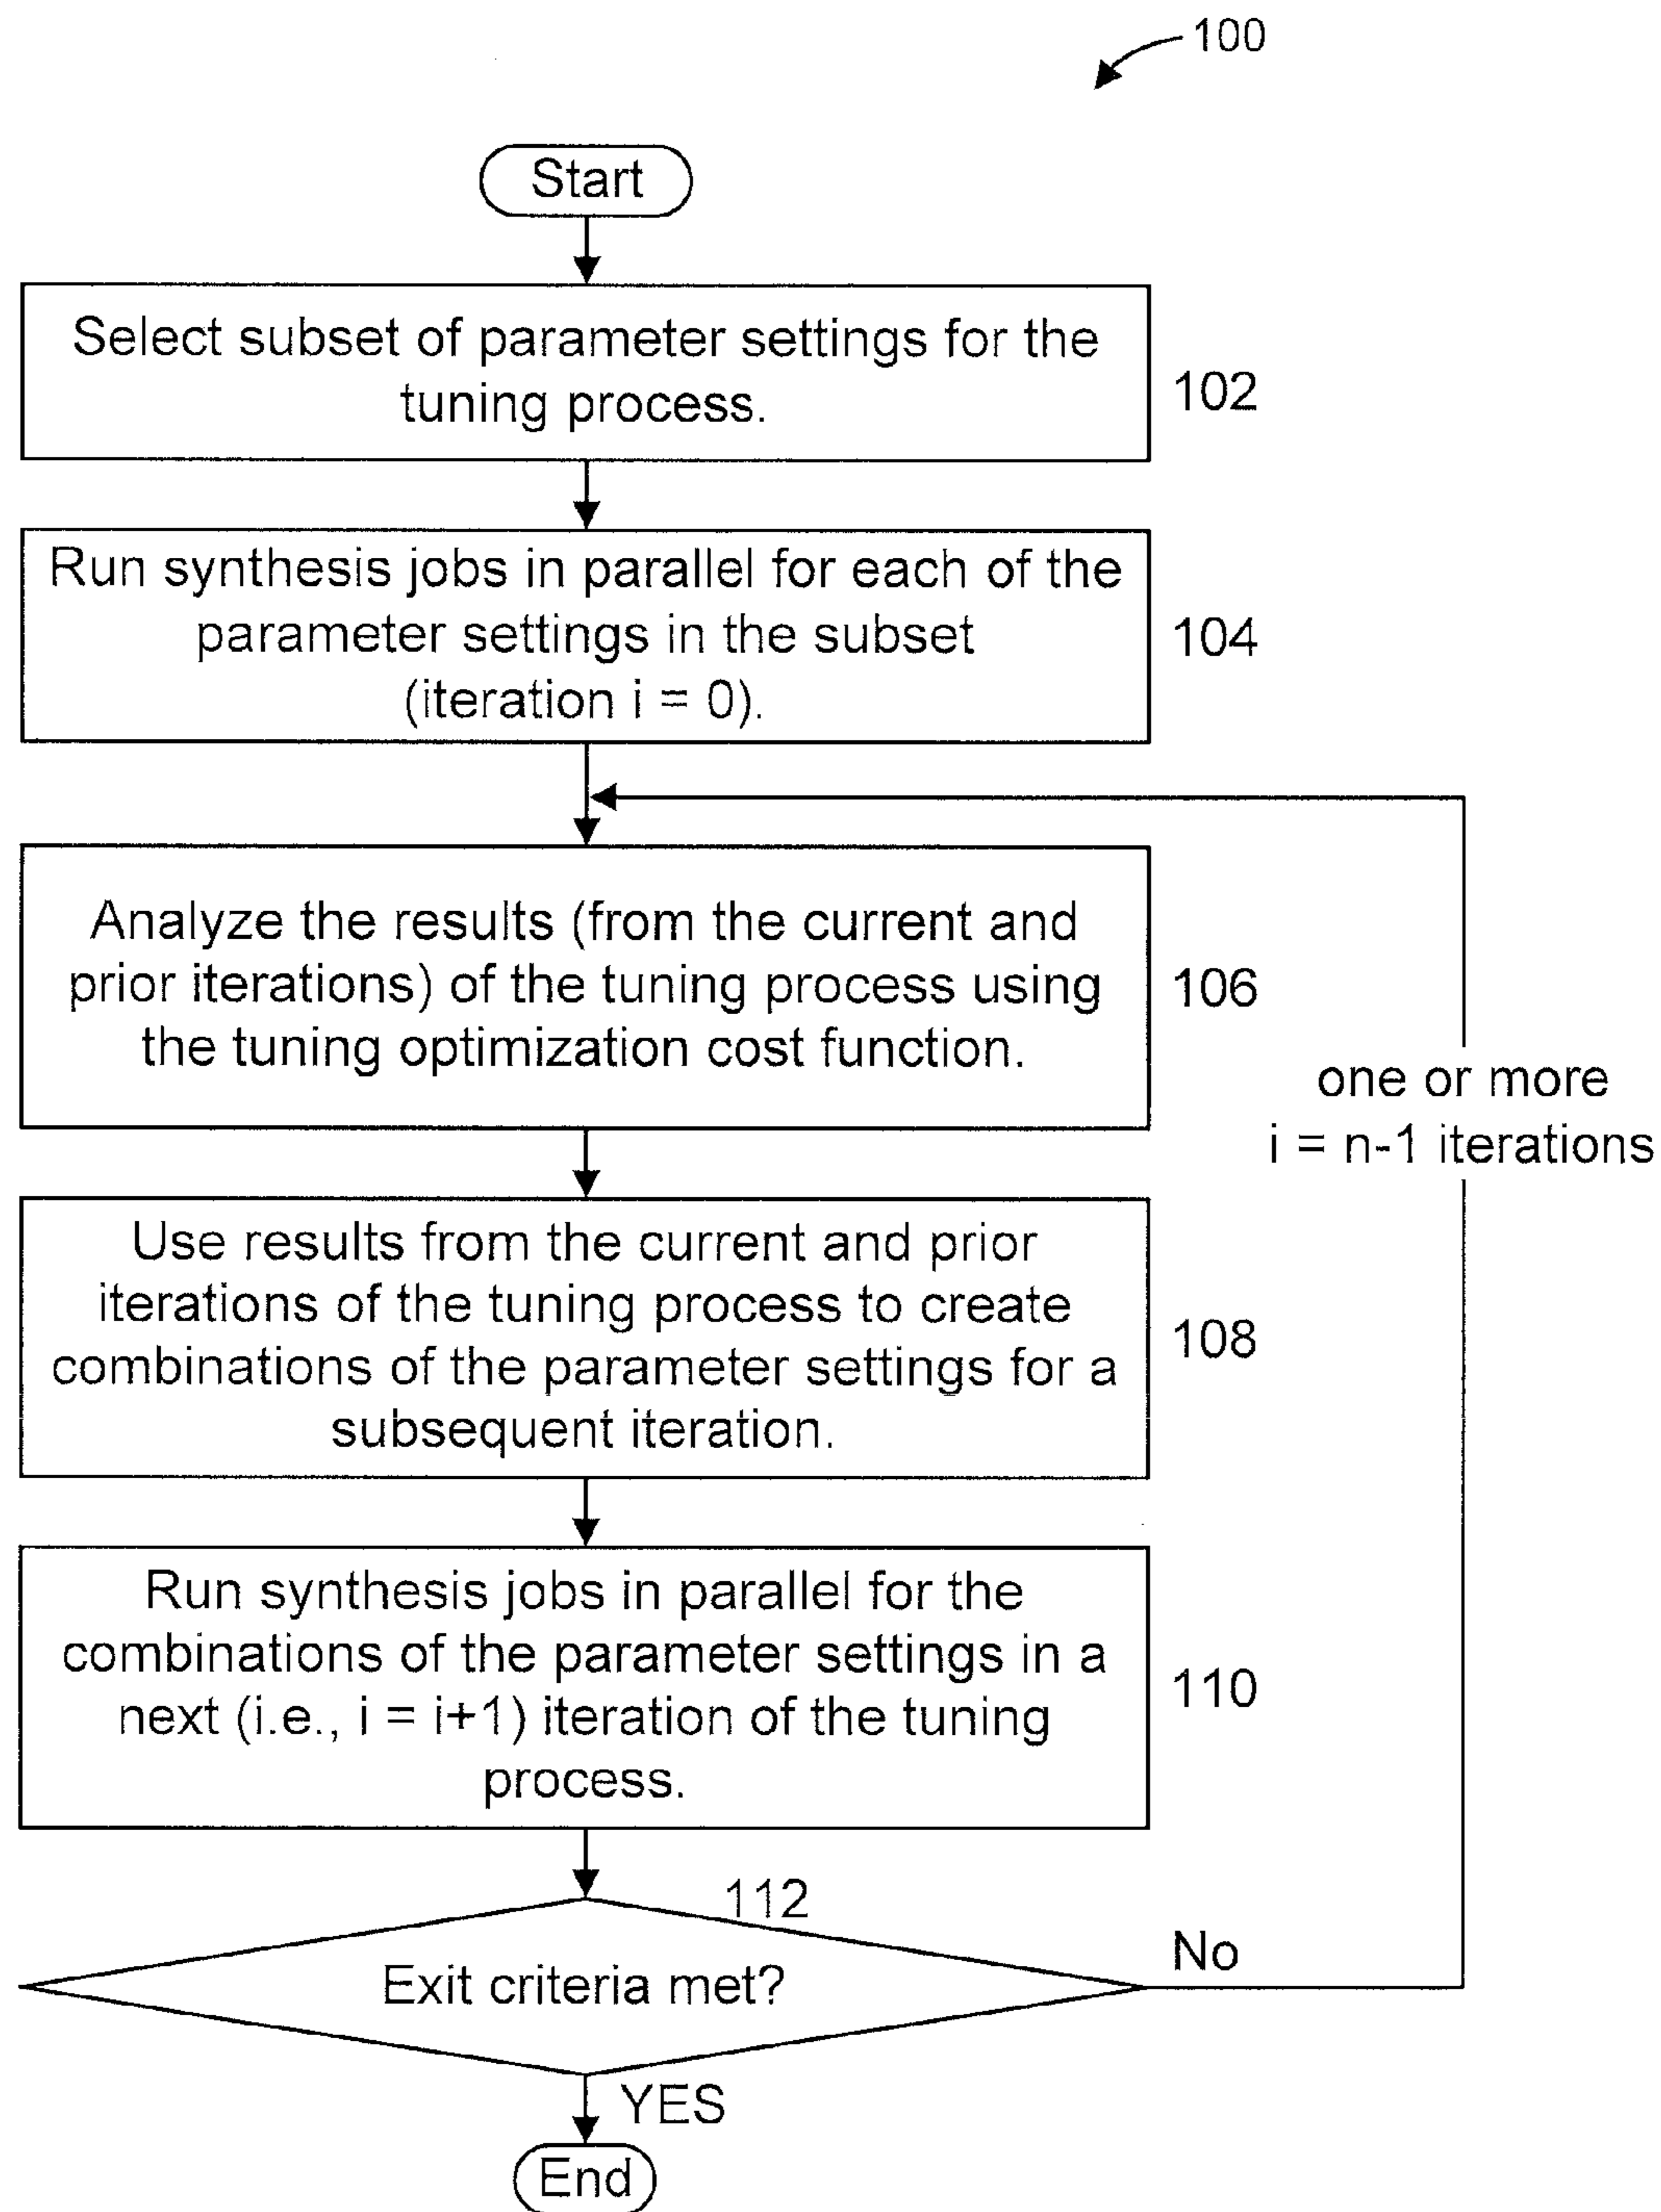 100
Start
Select subset of parameter settings for the
tuning process.
102
Run synthesis jobs in parallel for each of the
parameter settings in the subset
(iteration i = 0).
104
Analyze the results (from the current and
prior iterations) of the tuning process using
the tuning optimization cost function.
106
one or more
i = n-1 iterations
Use results from the current and prior
iterations of the tuning process to create
combinations of the parameter settings for a
subsequent iteration.
108
Run synthesis jobs in parallel for the
combinations of the parameter settings in a
next (i.e., i = i+1) iteration of the tuning
process.
110
112
Exit criteria met?
No
YES
End